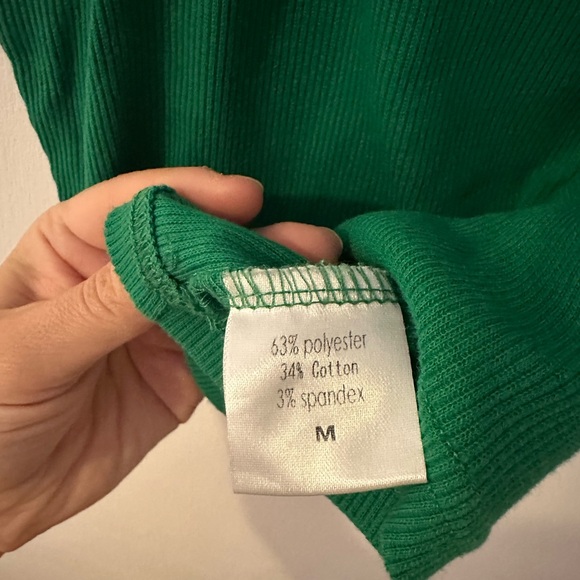 63% polyester
34% Cotton
3% spandex
M